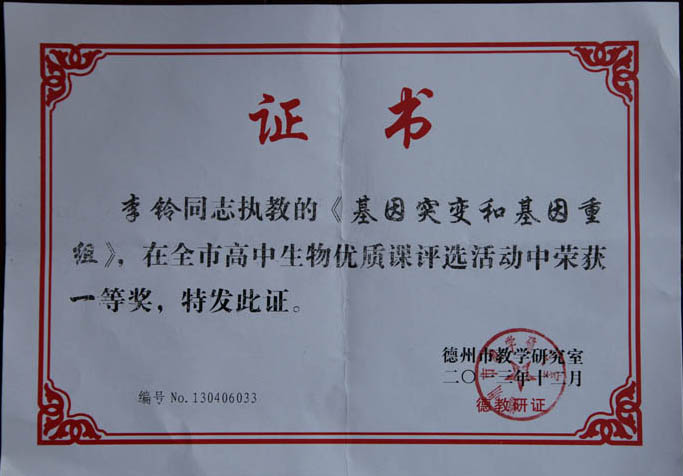 证书
李铃同志执教的《基因突变和基因重
组》，在全市高中生物优质课评选活动中荣获
一等奖，特发此证。
德州市教学研究室
二〇一三年十二月
德教研证
编号 No.130406033